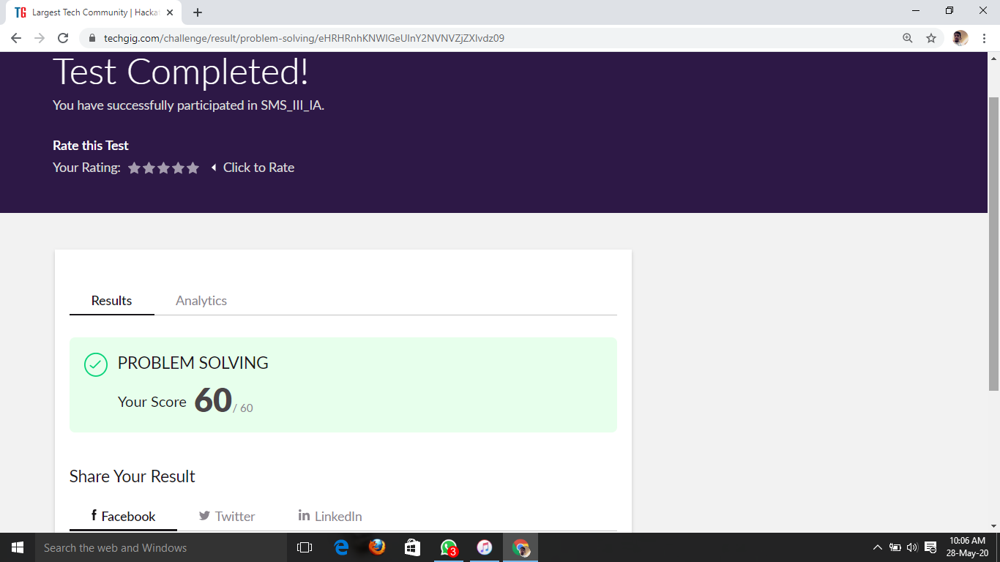 TG Largest Tech Community | Hacka
techgig.com/challenge/result/problem-solving/eHRHRnhKNWlGeUlnY2NVNVZjZXlvdz09
Test Completed!
You have successfully participated in SMS_III_IA.
Rate this Test
Your Rating: Click to Rate
Results Analytics
PROBLEM SOLVING
Your Score 60 / 60
Share Your Result
f Facebook Twitter in LinkedIn
Search the web and Windows
3
10:06 AM
28-May-20